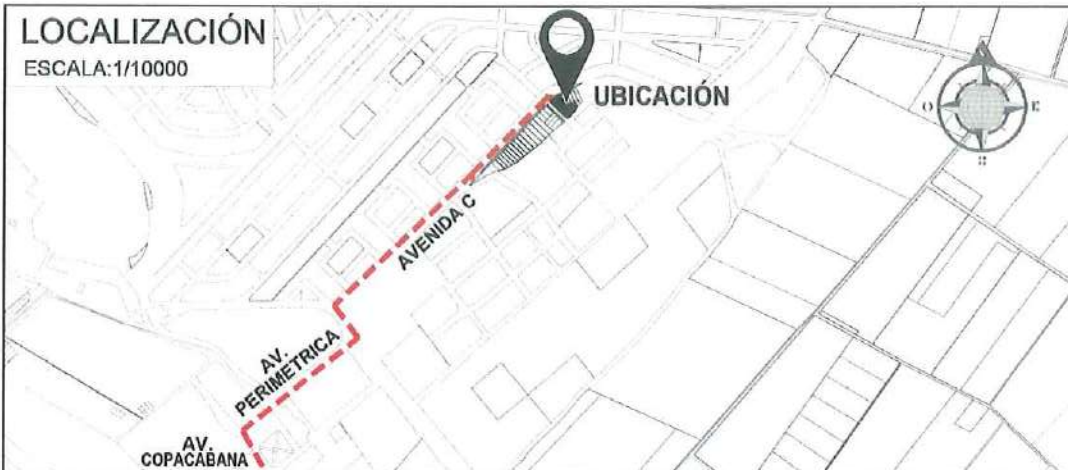 LOCALIZACIÓN
ESCALA:1/10000
UBICACIÓN
O
E
AVENIDA C
AV.
PERIMETRICA
AV.
COPACABANA